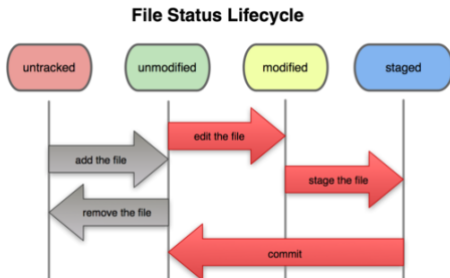 File Status Lifecycle
untracked
unmodified
modified
staged
edit the file
add the file
stage the file
remove the file
commit